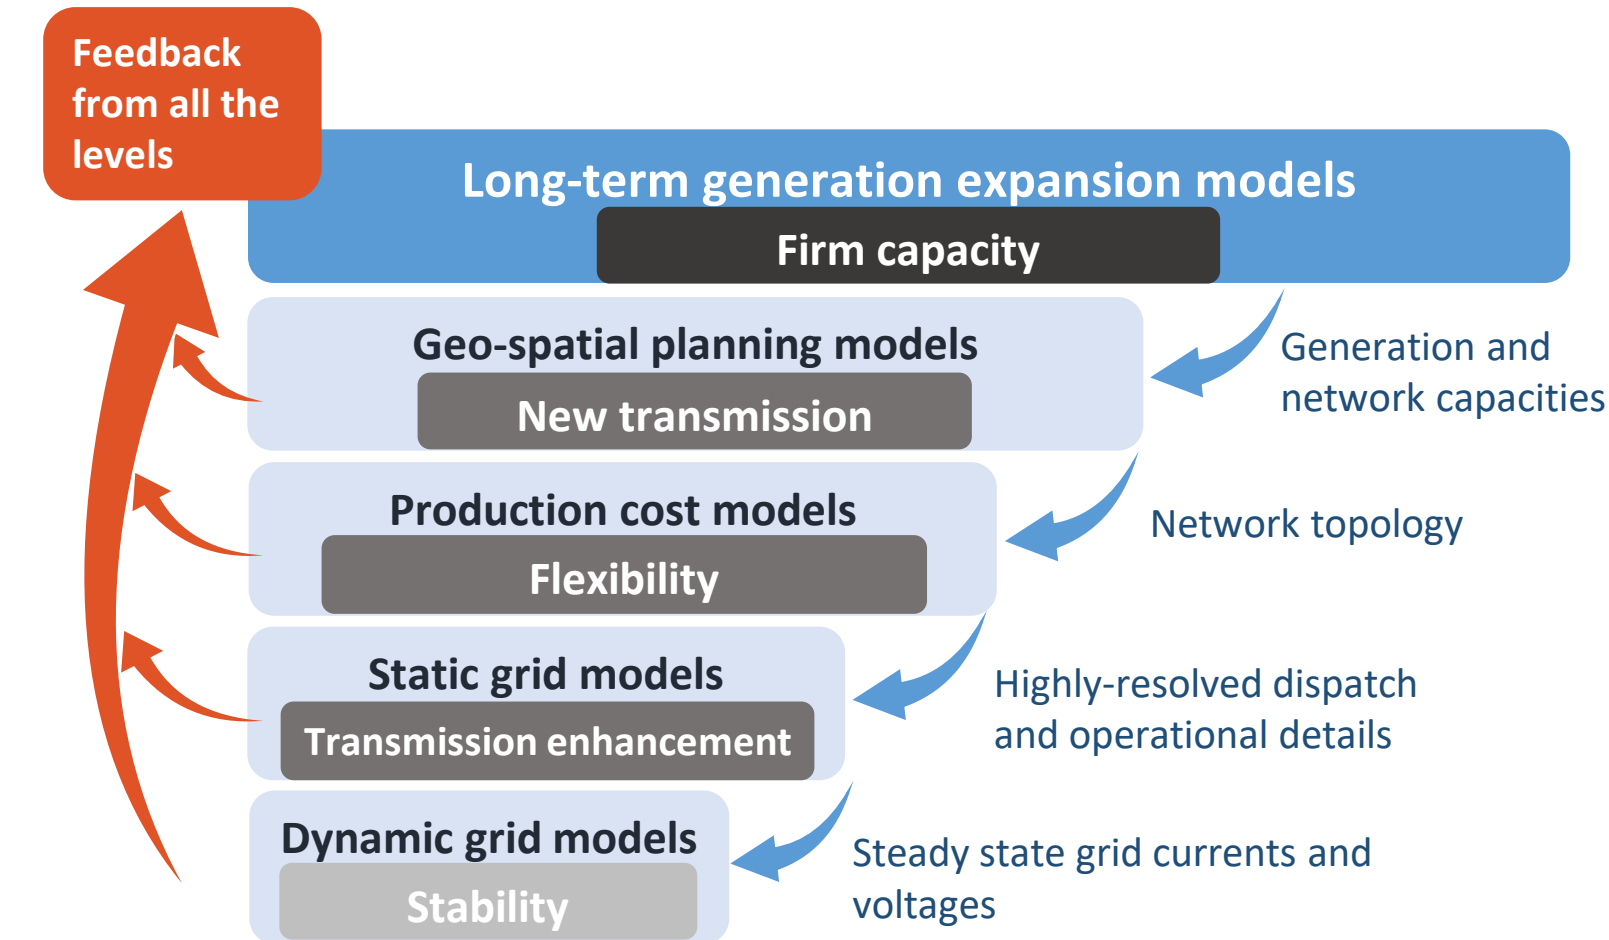 Feedback
from all the
levels
Long-term generation expansion models
Firm capacity
Geo-spatial planning models
New transmission
Generation and
network capacities
Production cost models
Flexibility
Network topology
Static grid models
Transmission enhancement
Highly-resolved dispatch
and operational details
Dynamic grid models
Stability
Steady state grid currents and
voltages